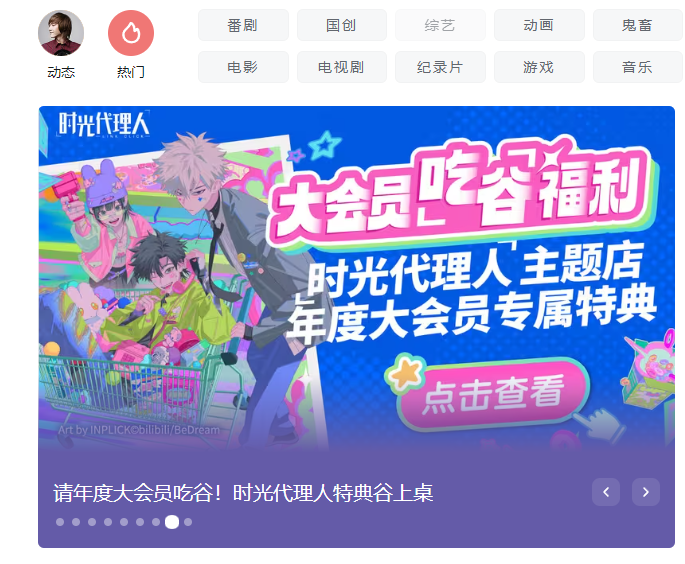 番剧 国创 综艺 动画 鬼畜
动态 热门 电影 电视剧 纪录片 游戏 音乐
时光代理人
LINK CLICK
大会员吃谷福利
时光代理人 主题店
年度大会员专属特典
点击查看
Art by INPLICK©bilibili/BeDream
请年度大会员吃谷！时光代理人特典谷上桌